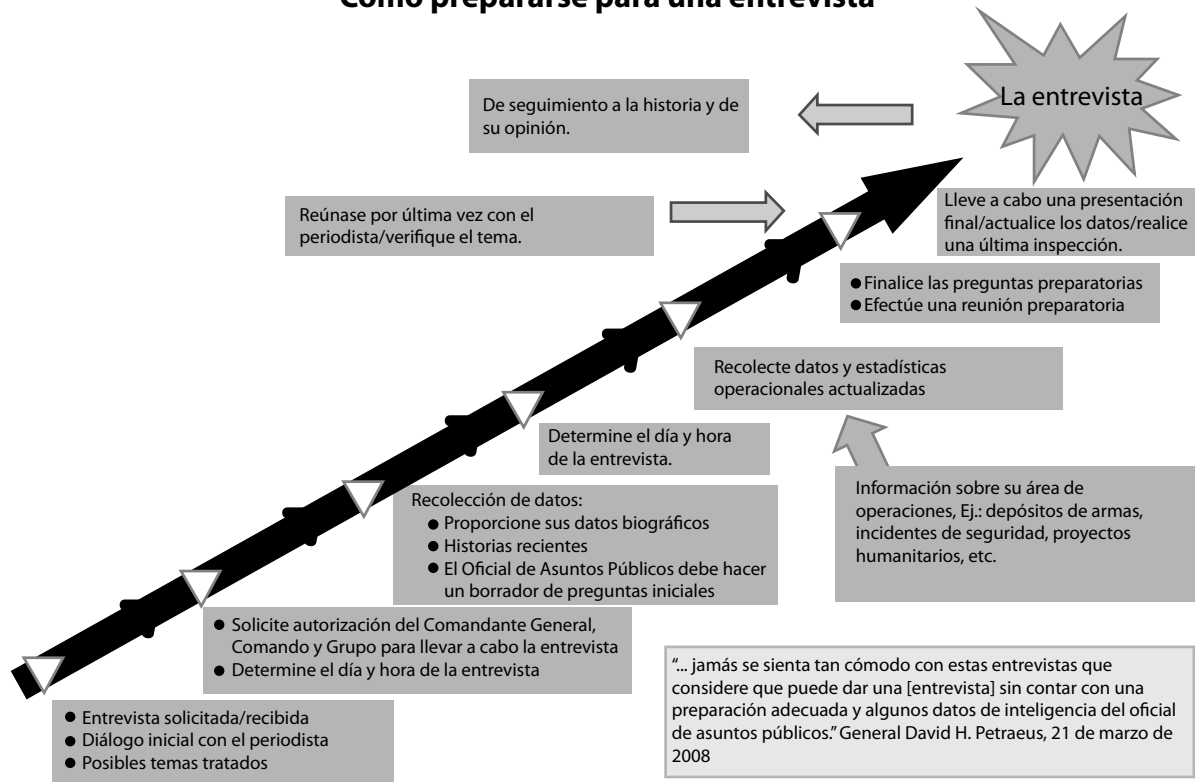 Cómo prepararse para una entrevista
La entrevista
De seguimiento a la historia y de
su opinión.
Reúnase por última vez con el
periodista/verifique el tema.
Lleve a cabo una presentación
final/actualice los datos/realice
una última inspección.
● Finalice las preguntas preparatorias
● Efectúe una reunión preparatoria
Recolecte datos y estadísticas
operacionales actualizadas
Determine el día y hora
de la entrevista.
Información sobre su área de
operaciones, Ej.: depósitos de armas,
incidentes de seguridad, proyectos
humanitarios, etc.
Recolección de datos:
● Proporcione sus datos biográficos
● Historias recientes
● El Oficial de Asuntos Públicos debe hacer
un borrador de preguntas iniciales
● Solicite autorización del Comandante General,
Comando y Grupo para llevar a cabo la entrevista
● Determine el día y hora de la entrevista
● Entrevista solicitada/recibida
● Diálogo inicial con el periodista
● Posibles temas tratados
“... jamás se sienta tan cómodo con estas entrevistas que
considere que puede dar una [entrevista] sin contar con una
preparación adecuada y algunos datos de inteligencia del oficial
de asuntos públicos.” General David H. Petraeus, 21 de marzo de
2008